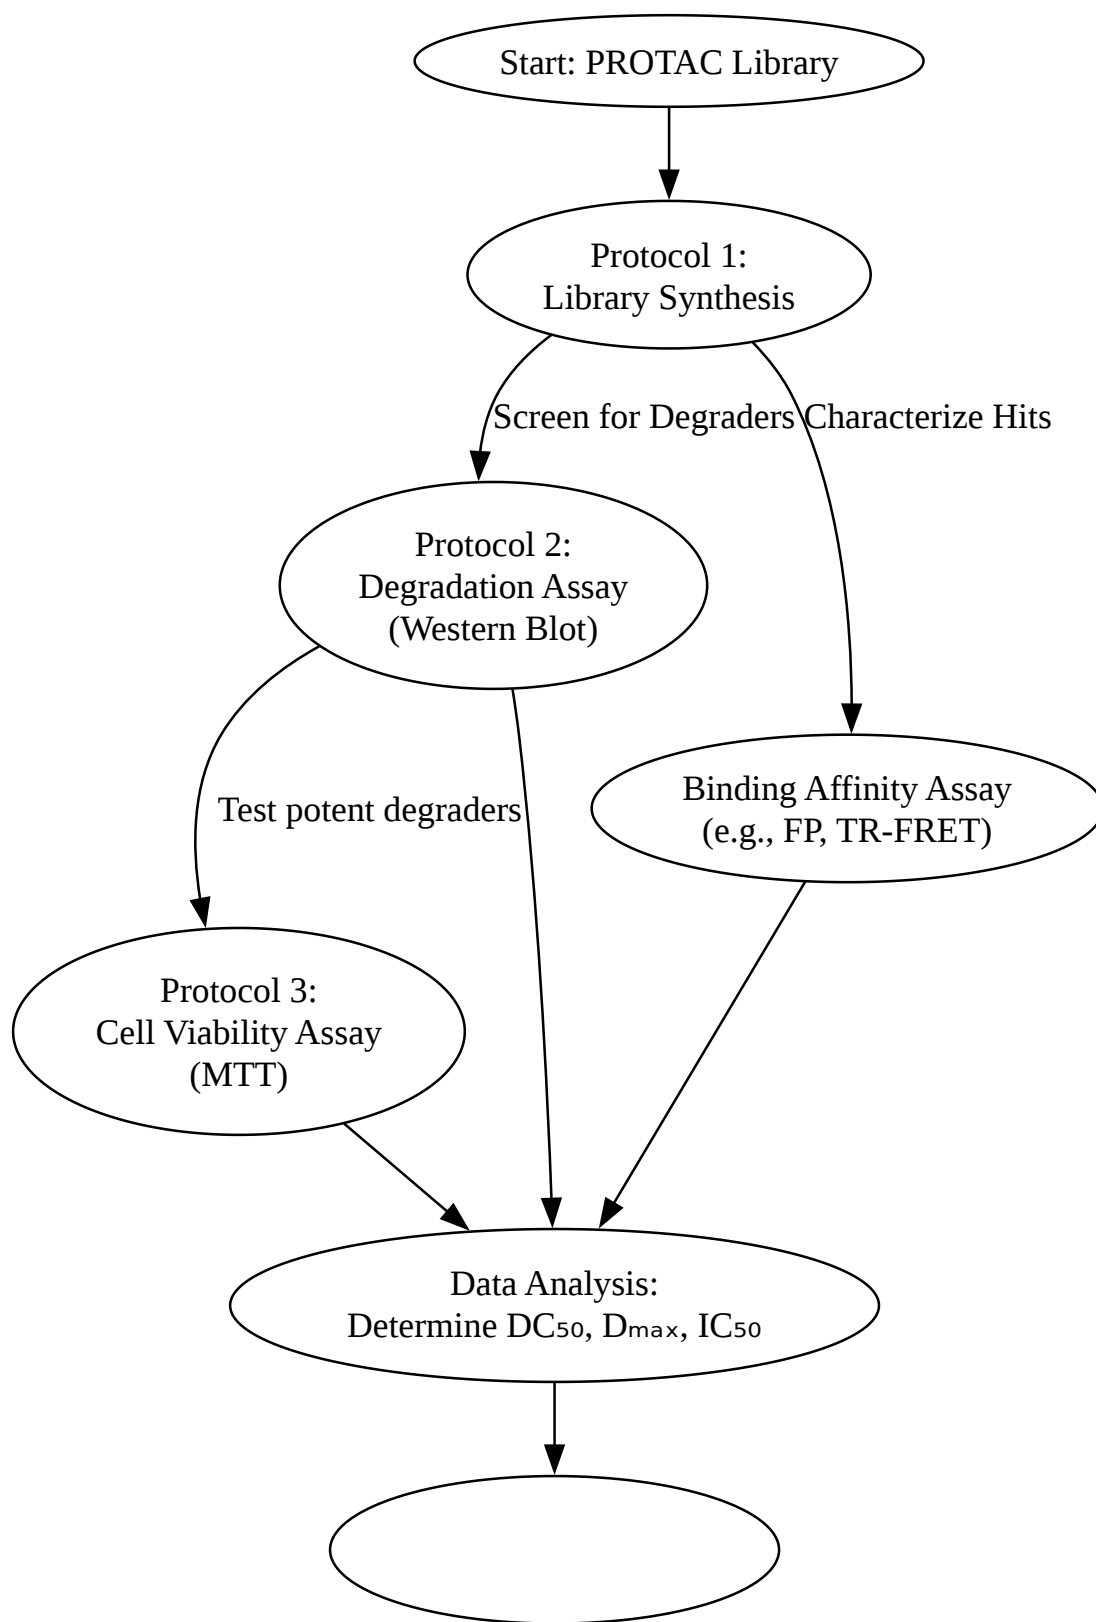 Start: PROTAC Library
Protocol 1:
Library Synthesis
Screen for Degraders
Characterize Hits
Protocol 2:
Degradation Assay
(Western Blot)
Test potent degraders
Binding Affinity Assay
(e.g., FP, TR-FRET)
Protocol 3:
Cell Viability Assay
(MTT)
Data Analysis:
Determine DC₅₀, Dₘₐₓ, IC₅₀